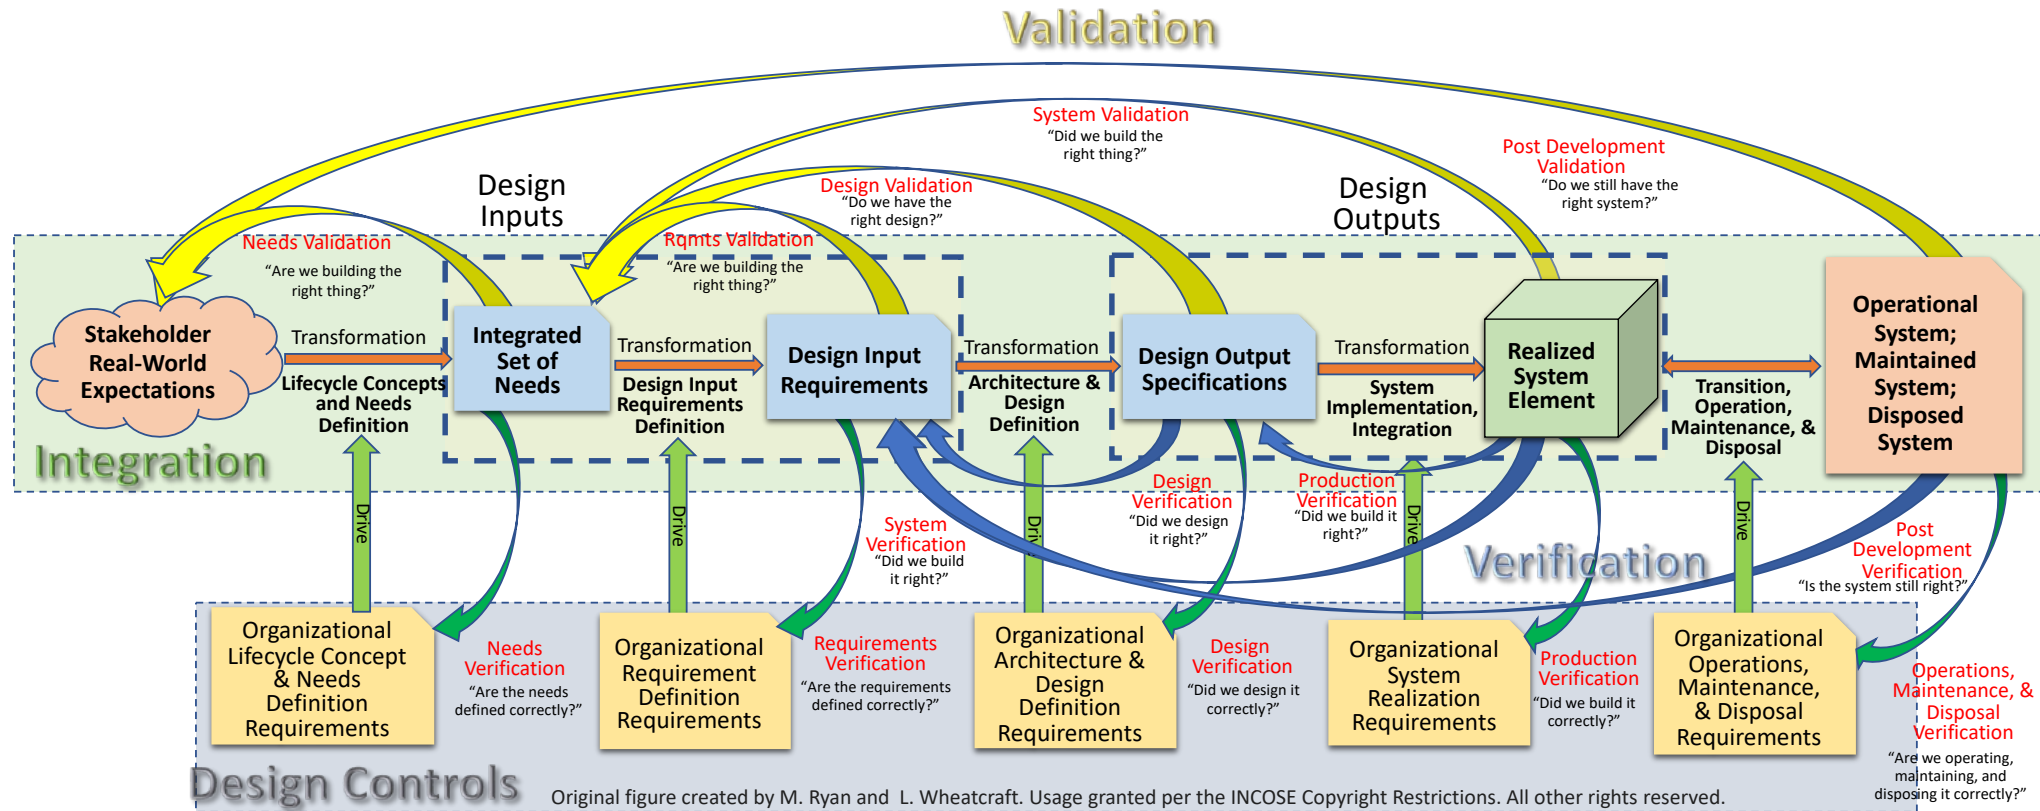 Validation
System Validation
“Did we build the
right thing?”
Post Development
Validation
“Do we still have the
right system?”
Design
Inputs
Design Validation
“Do we have the
right design?”
Design
Outputs
Needs Validation
“Are we building the
right thing?”
Rqmts Validation
“Are we building the
right thing?”
Stakeholder
Real-World
Expectations
Transformation
Lifecycle Concepts
and Needs
Definition
Integrated
Set of
Needs
Transformation
Design Input
Requirements
Definition
Design Input
Requirements
Transformation
Architecture &
Design
Definition
Design Output
Specifications
Transformation
System
Implementation,
Integration
Realized
System
Element
Transition,
Operation,
Maintenance, &
Disposal
Operational
System;
Maintained
System;
Disposed
System
Integration
Drive
Drive
System
Verification
“Did we build
it right?”
Drive
Design
Verification
“Did we design
it right?”
Production
Verification
“Did we build it
right?”
Drive
Verification
Drive
Post
Development
Verification
“Is the system still right?”
Organizational
Lifecycle Concept
& Needs
Definition
Requirements
Needs
Verification
“Are the needs
defined correctly?”
Organizational
Requirement
Definition
Requirements
Requirements
Verification
“Are the requirements
defined correctly?”
Organizational
Architecture &
Design
Definition
Requirements
Design
Verification
“Did we design it
correctly?”
Organizational
System
Realization
Requirements
Production
Verification
“Did we build it
correctly?”
Organizational
Operations,
Maintenance,
& Disposal
Requirements
Operations,
Maintenance, &
Disposal
Verification
“Are we operating,
maintaining, and
disposing it correctly?”
Design Controls
Original figure created by M. Ryan and L. Wheatcraft. Usage granted per the INCOSE Copyright Restrictions. All other rights reserved.